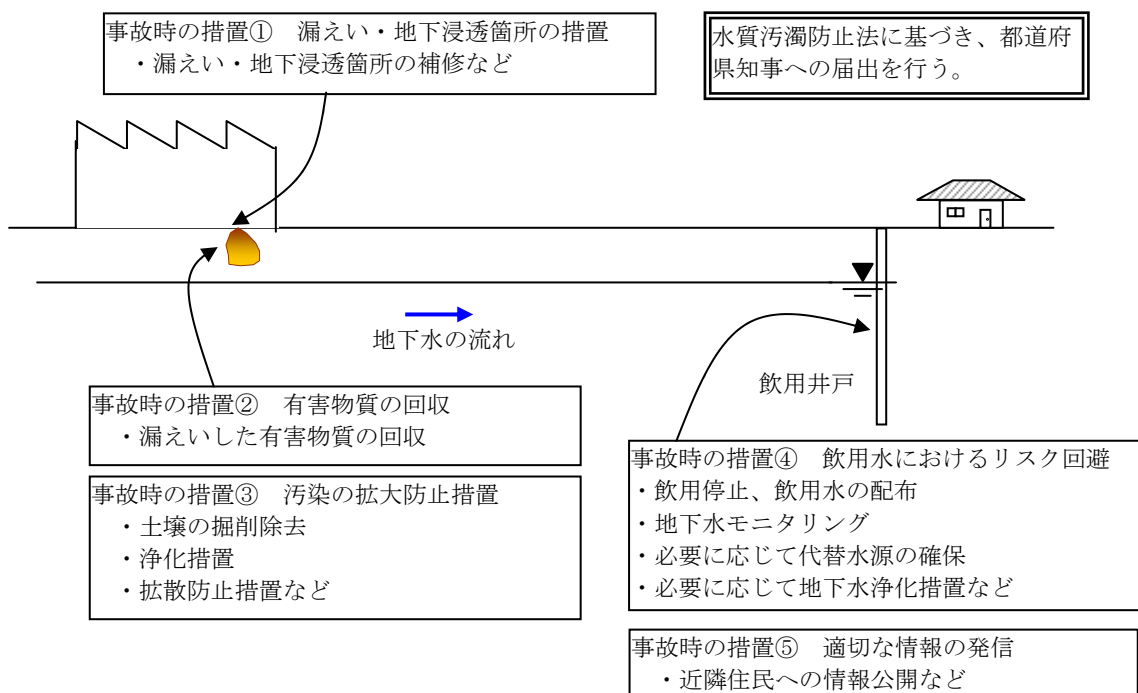 事故時の措置① 漏えい・地下浸透箇所の措置
・漏えい・地下浸透箇所の補修など
水質汚濁防止法に基づき、都道府
県知事への届出を行う。
地下水の流れ
飲用井戸
事故時の措置② 有害物質の回収
・漏えいした有害物質の回収
事故時の措置③ 汚染の拡大防止措置
・土壌の掘削除去
・浄化措置
・拡散防止措置など
事故時の措置④ 飲用水におけるリスク回避
・飲用停止、飲用水の配布
・地下水モニタリング
・必要に応じて代替水源の確保
・必要に応じて地下水浄化措置など
事故時の措置⑤ 適切な情報の発信
・近隣住民への情報公開など